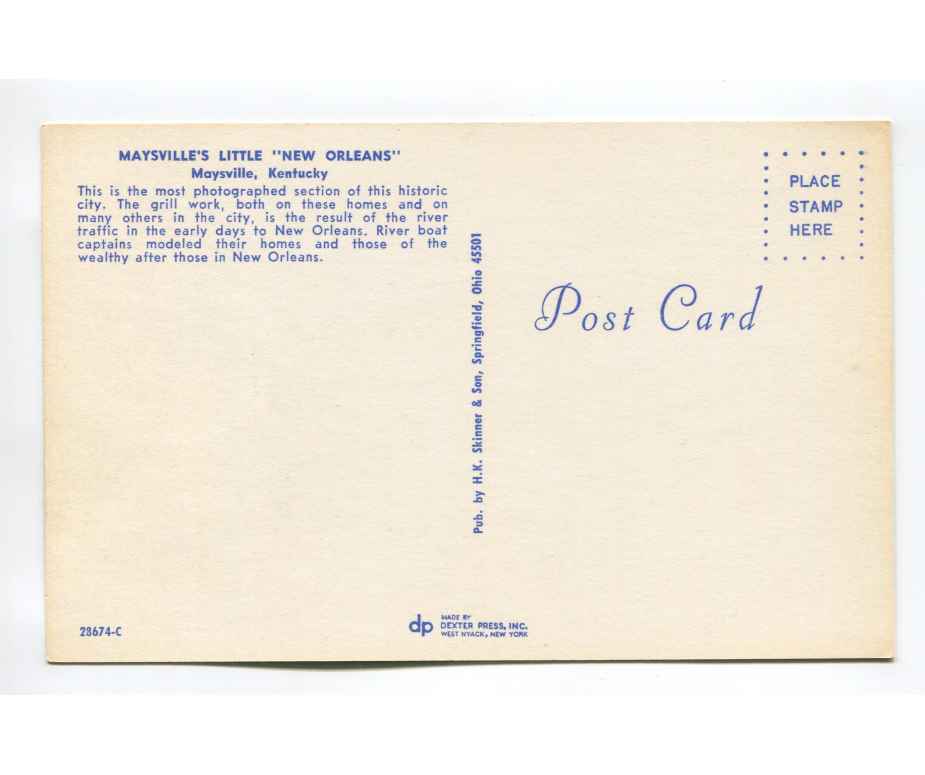 MAYSVILLE'S LITTLE "NEW ORLEANS"
Maysville, Kentucky
This is the most photographed section of this historic
city. The grill work, both on these homes and on
many others in the city, is the result of the river
traffic in the early days to New Orleans. River boat
captains modeled their homes and those of the
wealthy after those in New Orleans.
PLACE
STAMP
HERE
Post Card
Pub. by H.K. Skinner & Son, Springfield, Ohio 45501
28674-C
dp
MADE BY
DEXTER PRESS, INC.
WEST NYACK, NEW YORK